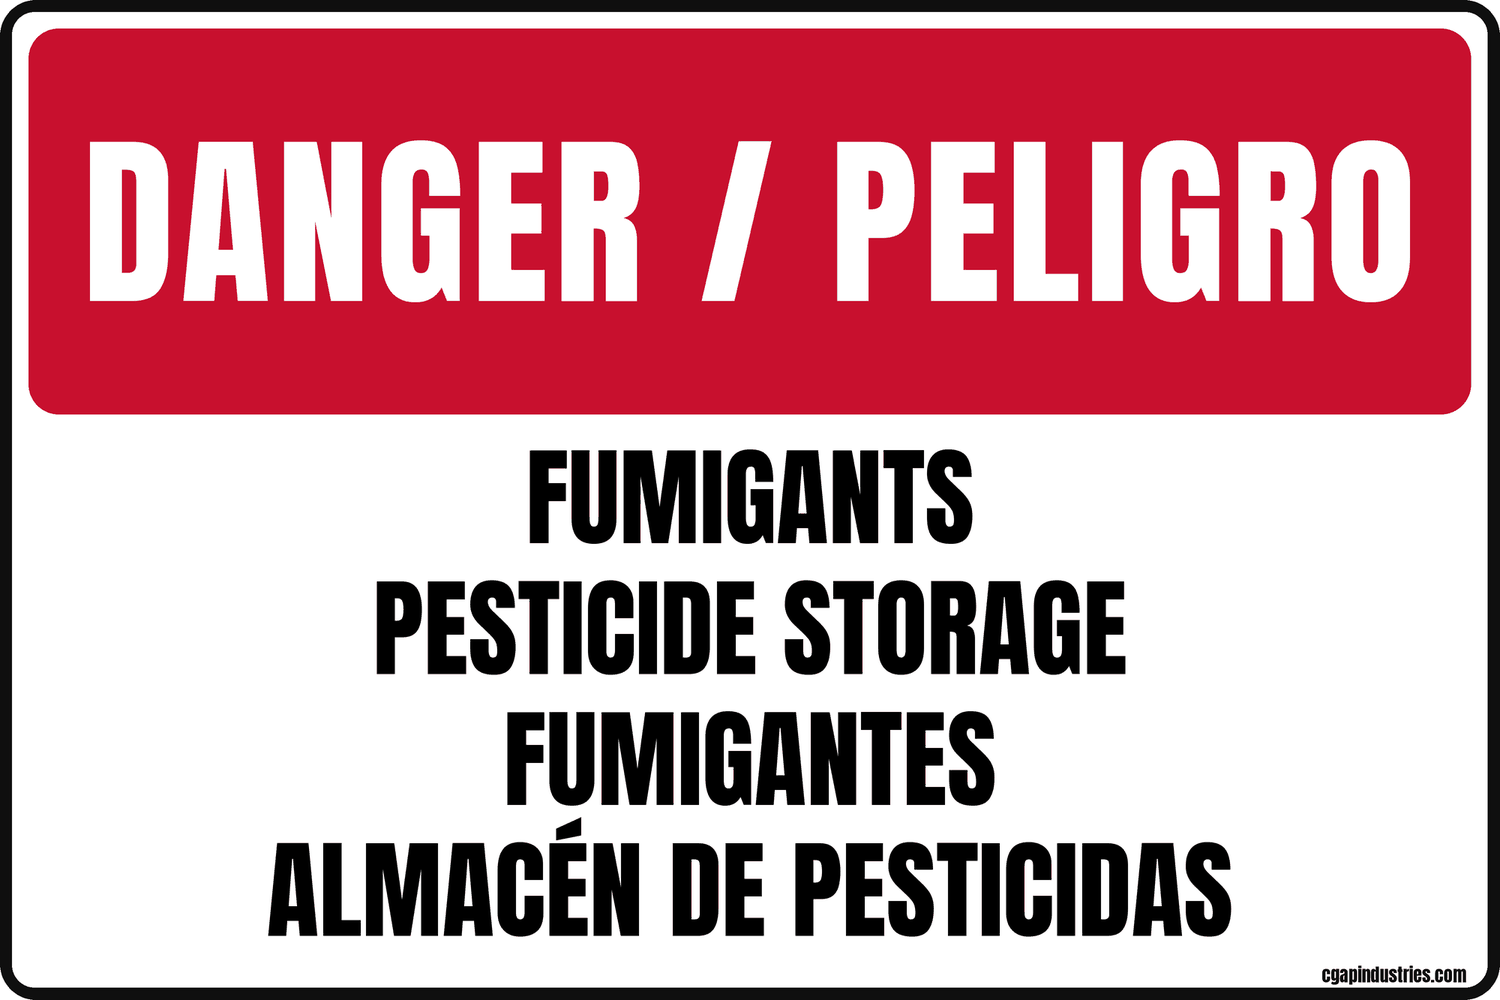 DANGER / PELIGRO
FUMIGANTS
PESTICIDE STORAGE
FUMIGANTES
ALMACÉN DE PESTICIDAS
cgapindustries.com